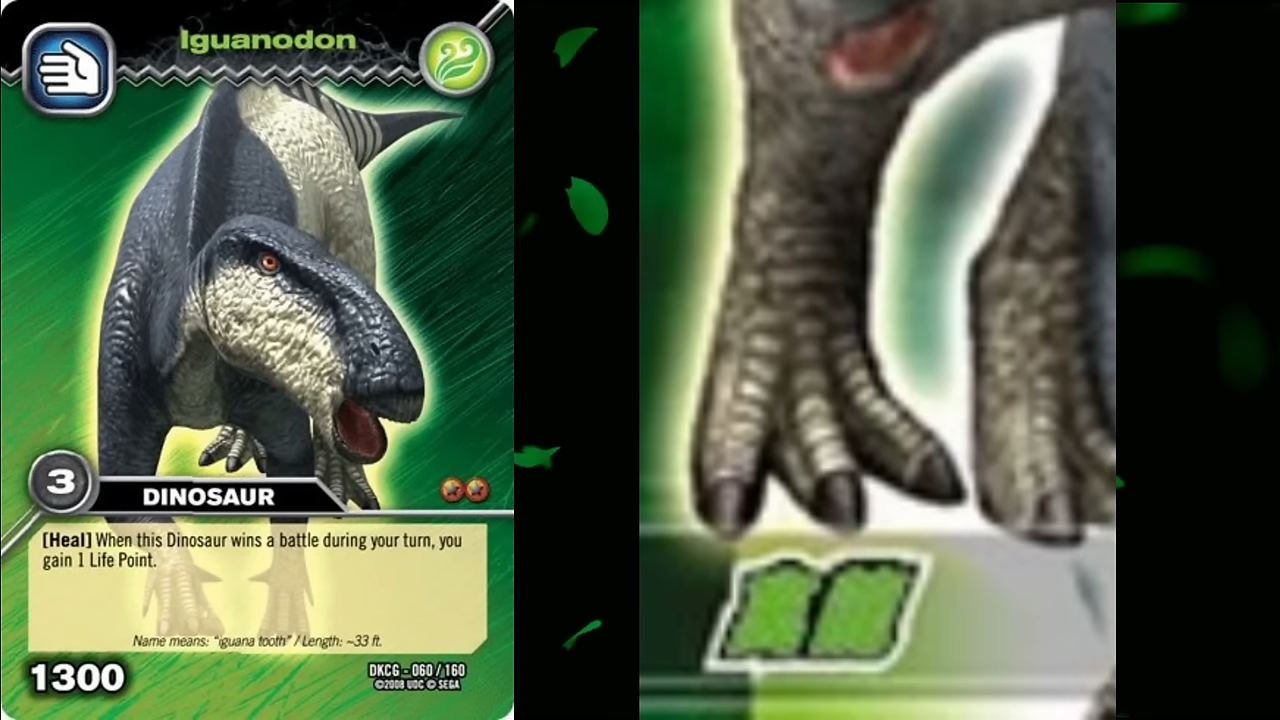 Iguanodon
3
DINOSAUR
[Heal] When this Dinosaur wins a battle during your turn, you
gain 1 Life Point.
Name means: "iguana tooth" / Length: ~33 ft.
1300
DKCG - 060/160
©2008 UDC © SEGA